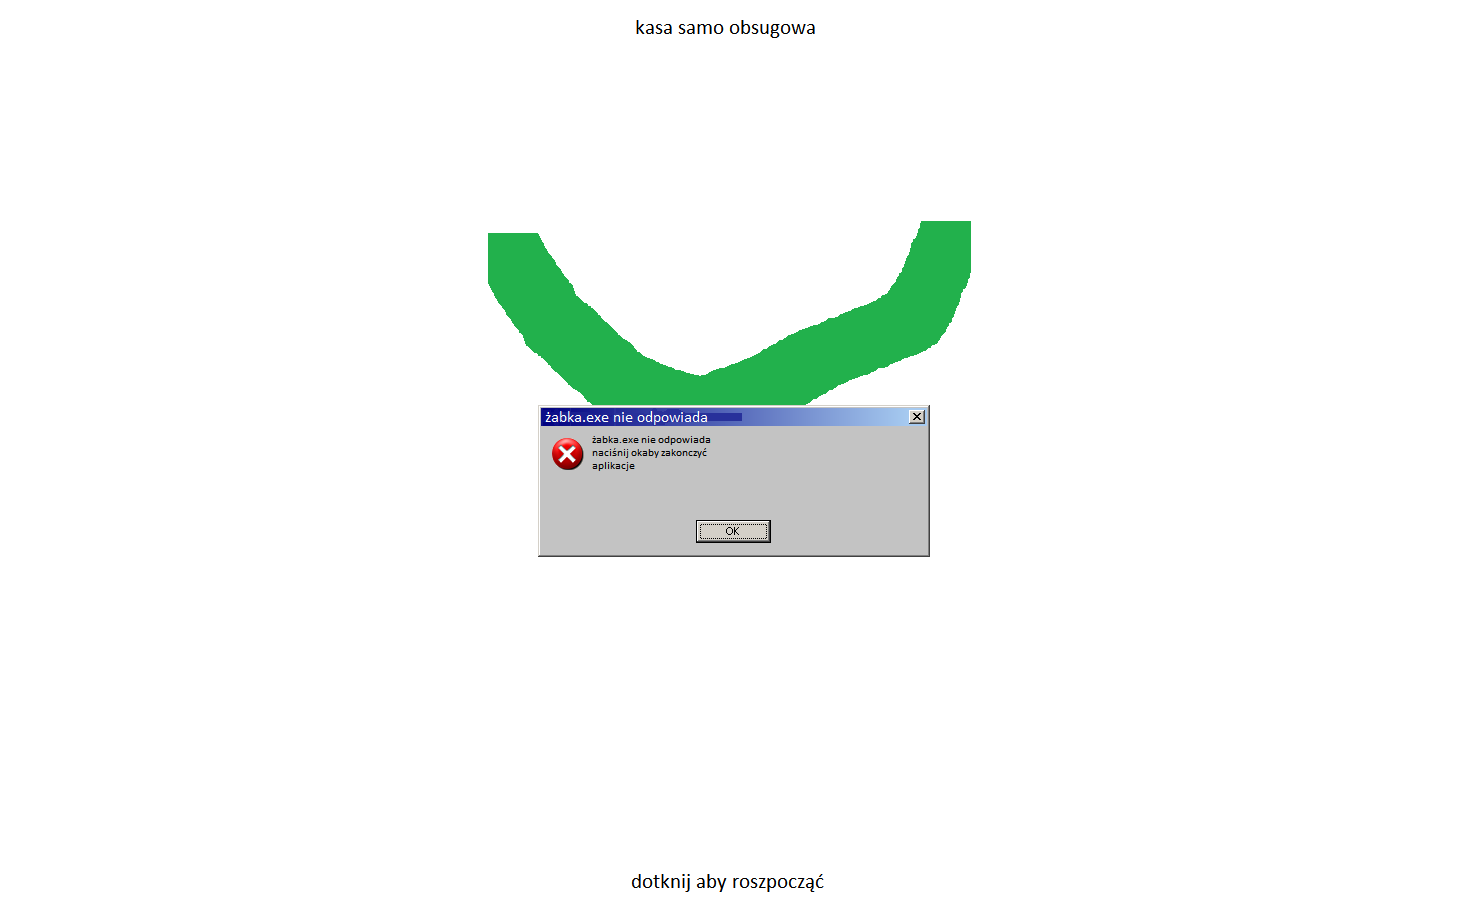 kasa samo obsugowa
żabka.exe nie odpowiada
żabka.exe nie odpowiada
naciśnij okaby zakonczyć
aplikacje
OK
dotknij aby roszpocząć